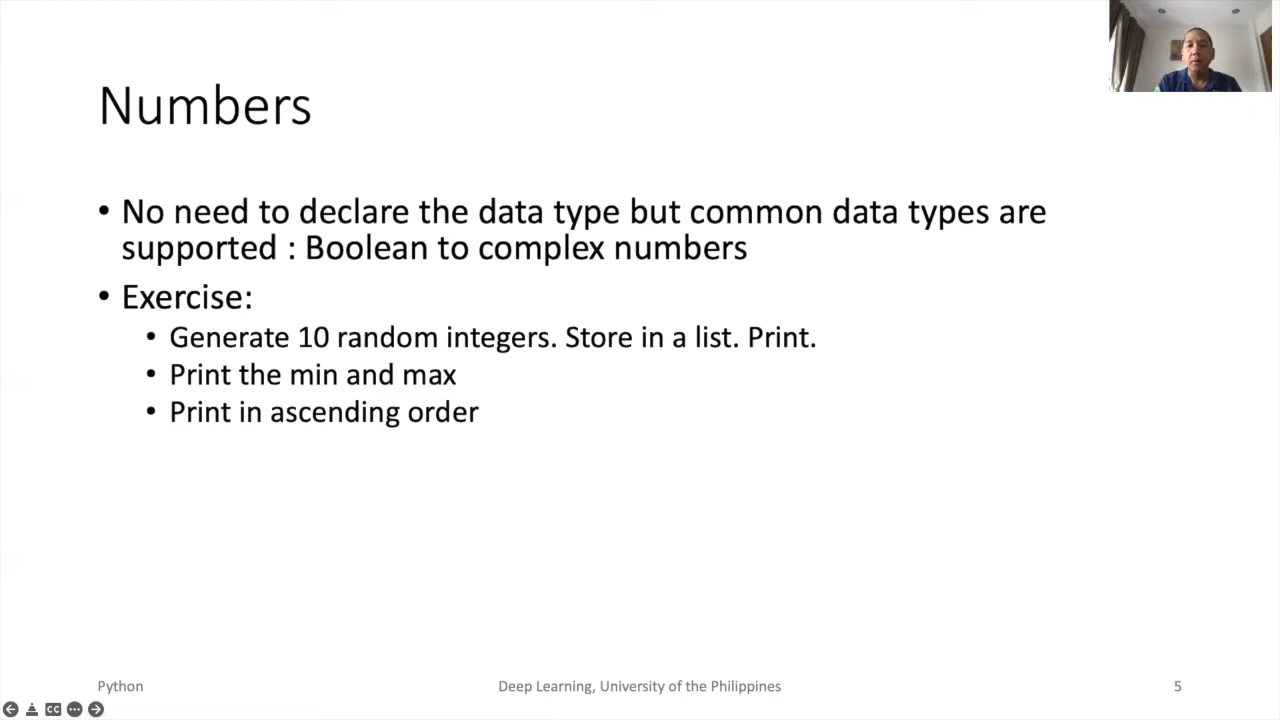 Numbers
• No need to declare the data type but common data types are
supported : Boolean to complex numbers
• Exercise:
• Generate 10 random integers. Store in a list. Print.
• Print the min and max
• Print in ascending order
Python
Deep Learning, University of the Philippines
5
CC